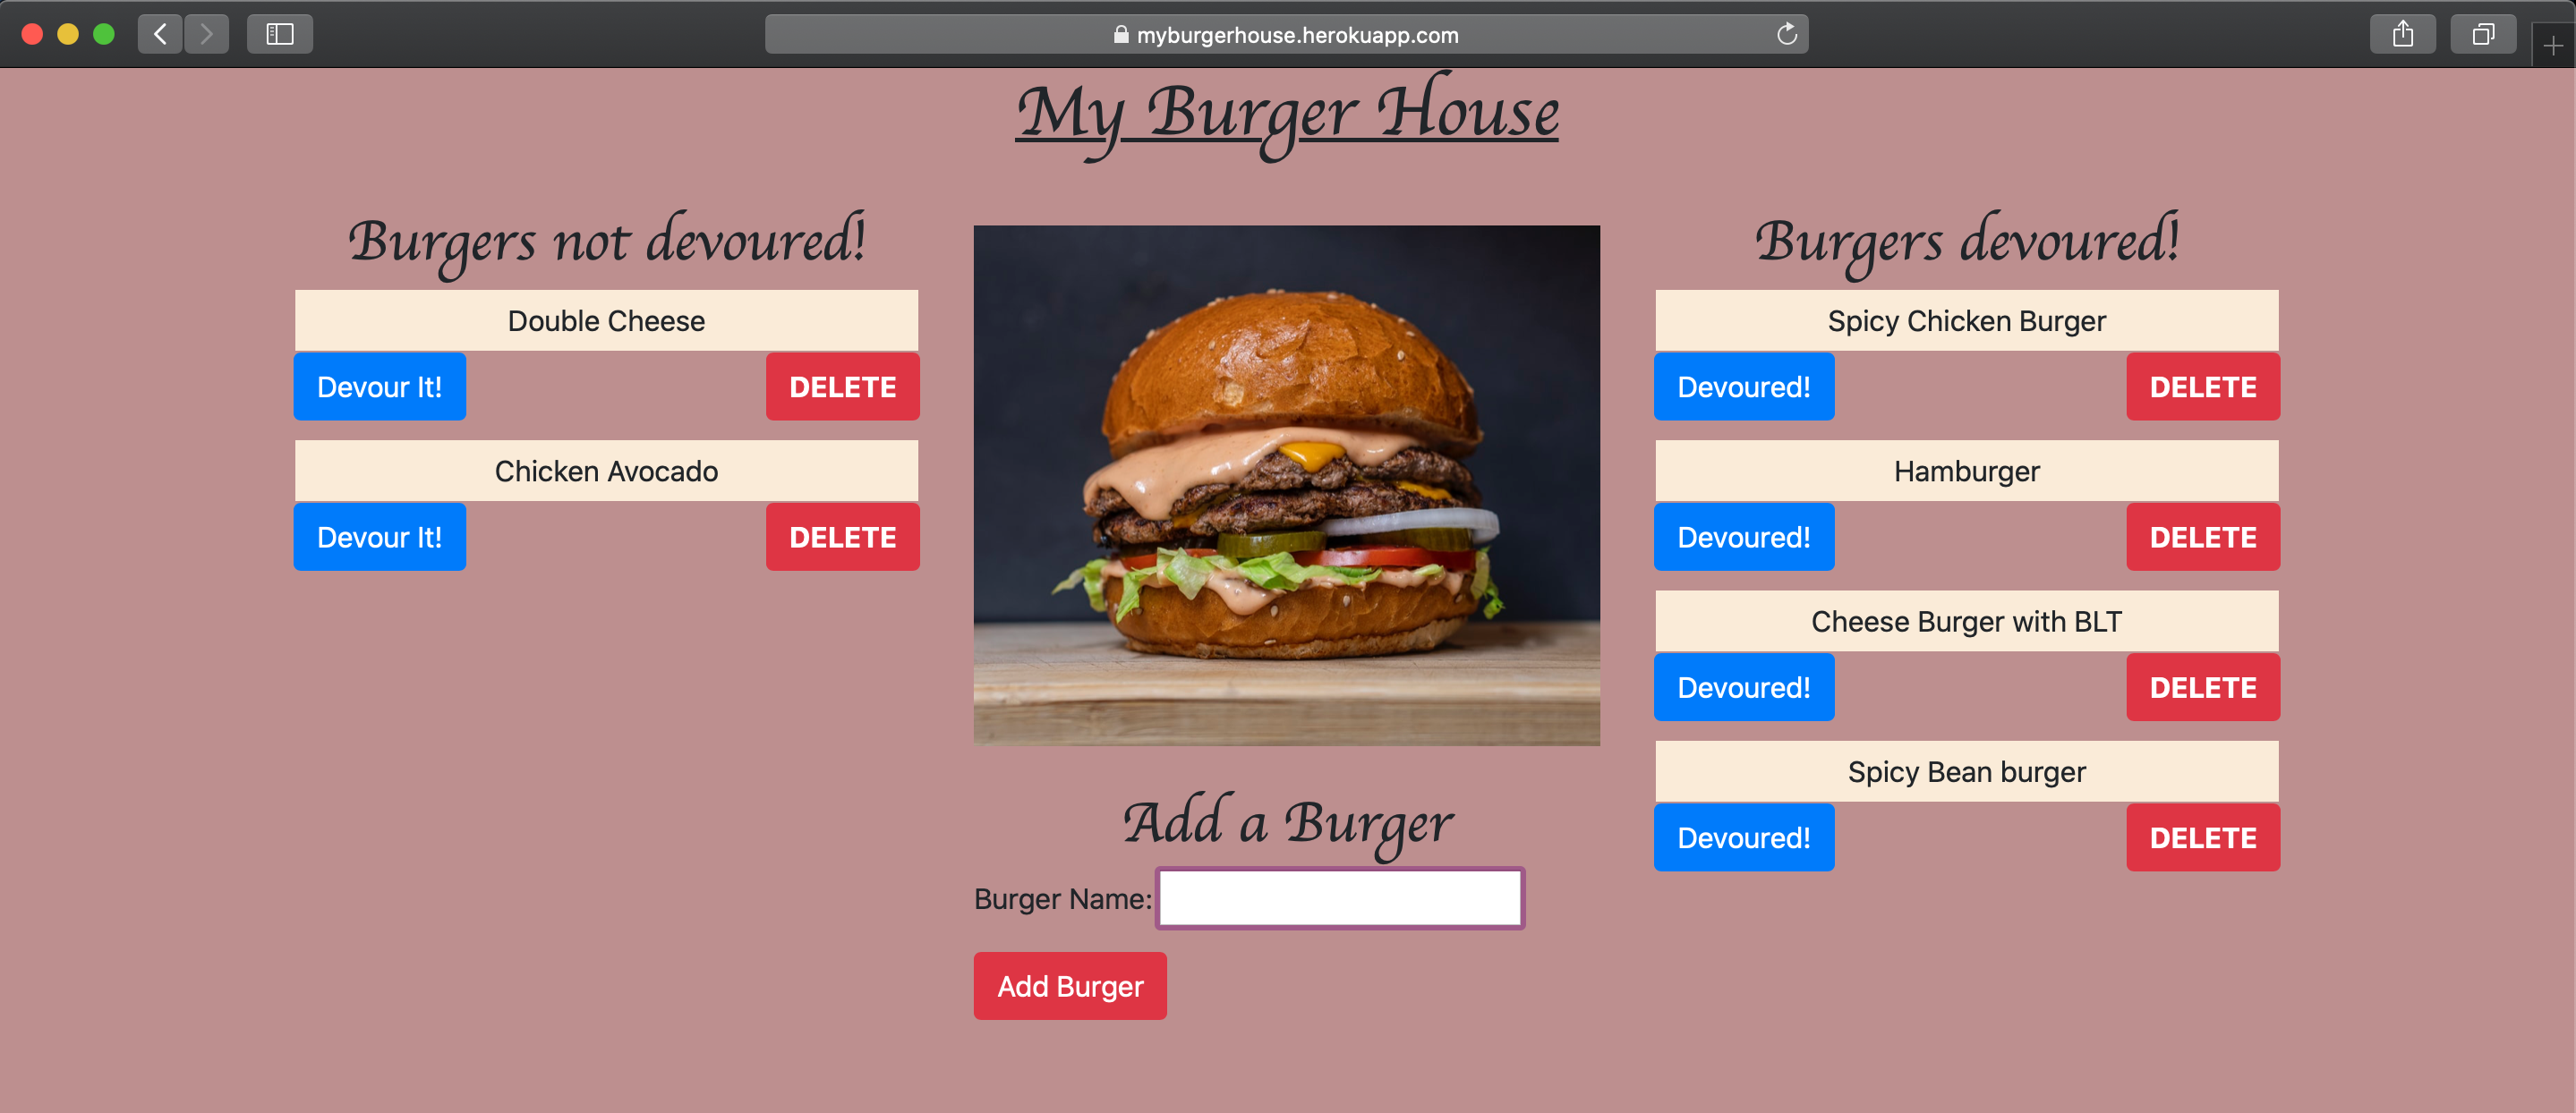 myburgerhouse.herokuapp.com
My Burger House
Burgers not devoured!
Double Cheese
Devour It!
DELETE
Chicken Avocado
Devour It!
DELETE
Add a Burger
Burger Name:
Add Burger
Burgers devoured!
Spicy Chicken Burger
Devoured!
DELETE
Hamburger
Devoured!
DELETE
Cheese Burger with BLT
Devoured!
DELETE
Spicy Bean burger
Devoured!
DELETE